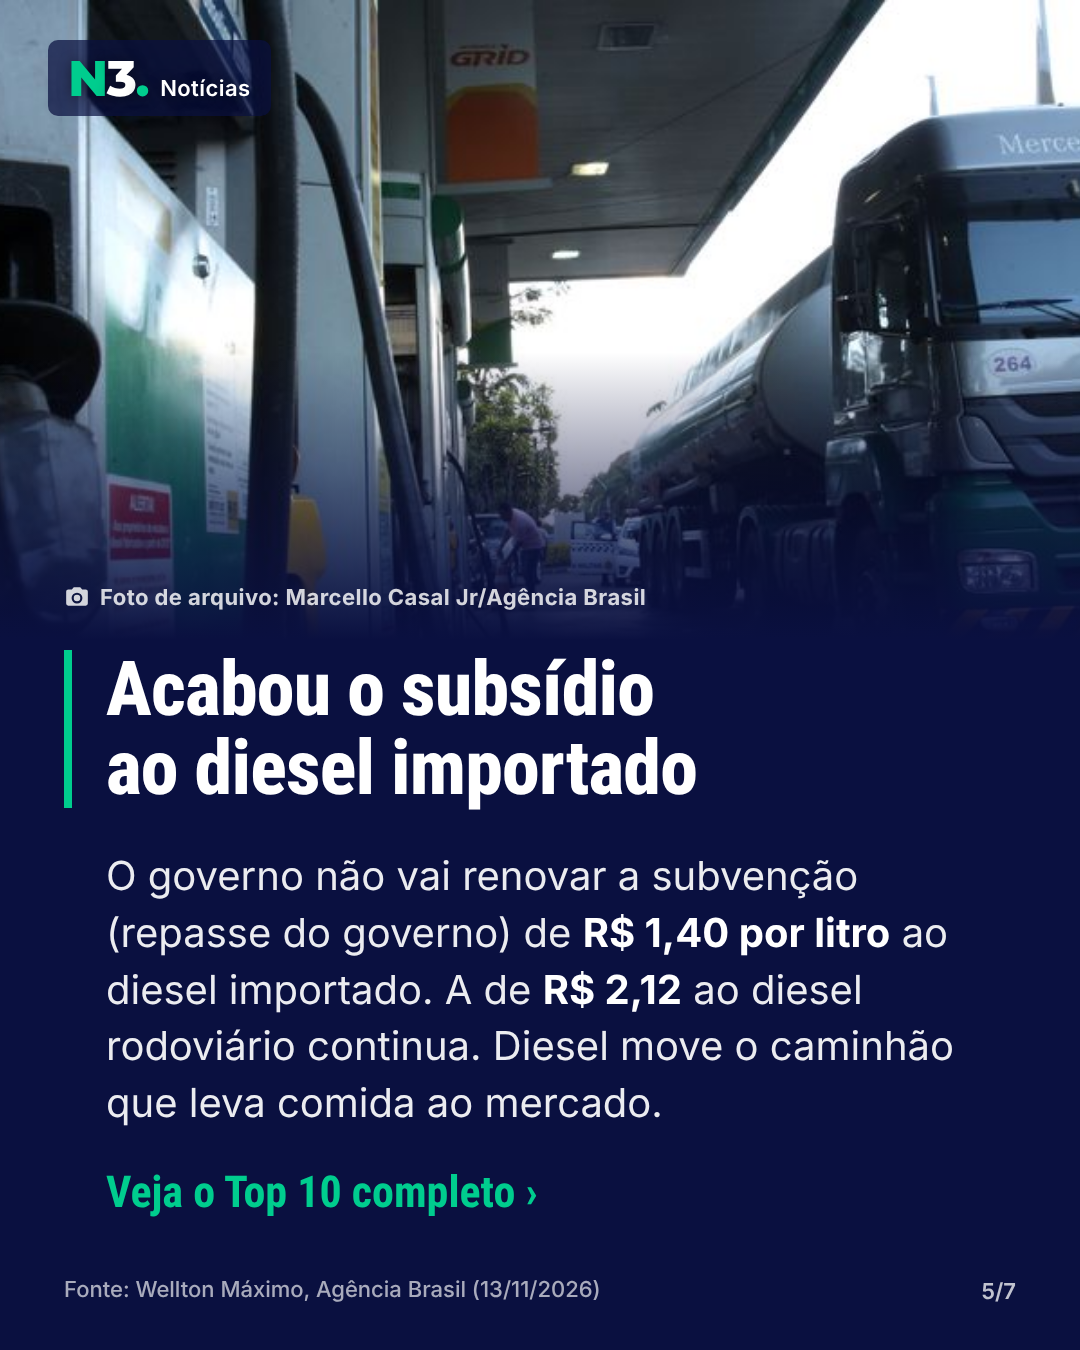 N3. Notícias
GRID
Merce
264
ALERTA!
Foto de arquivo: Marcello Casal Jr/Agência Brasil
Acabou o subsídio
ao diesel importado
O governo não vai renovar a subvenção
(repasse do governo) de R$ 1,40 por litro ao
diesel importado. A de R$ 2,12 ao diesel
rodoviário continua. Diesel move o caminhão
que leva comida ao mercado.
Veja o Top 10 completo ›
Fonte: Wellton Máximo, Agência Brasil (13/11/2026)
5/7